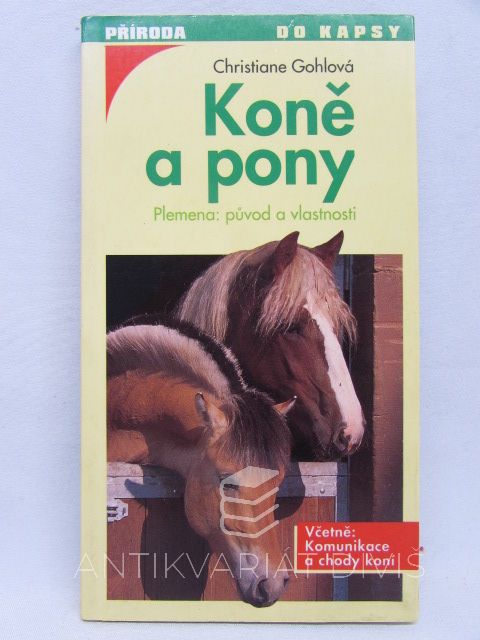 PŘÍRODA DO KAPSY
Christiane Gohlová
Koně
a pony
Plemena: původ a vlastnosti
Včetně:
Komunikace
a chody koní
ANTIKVARIÁT DIVIŠ